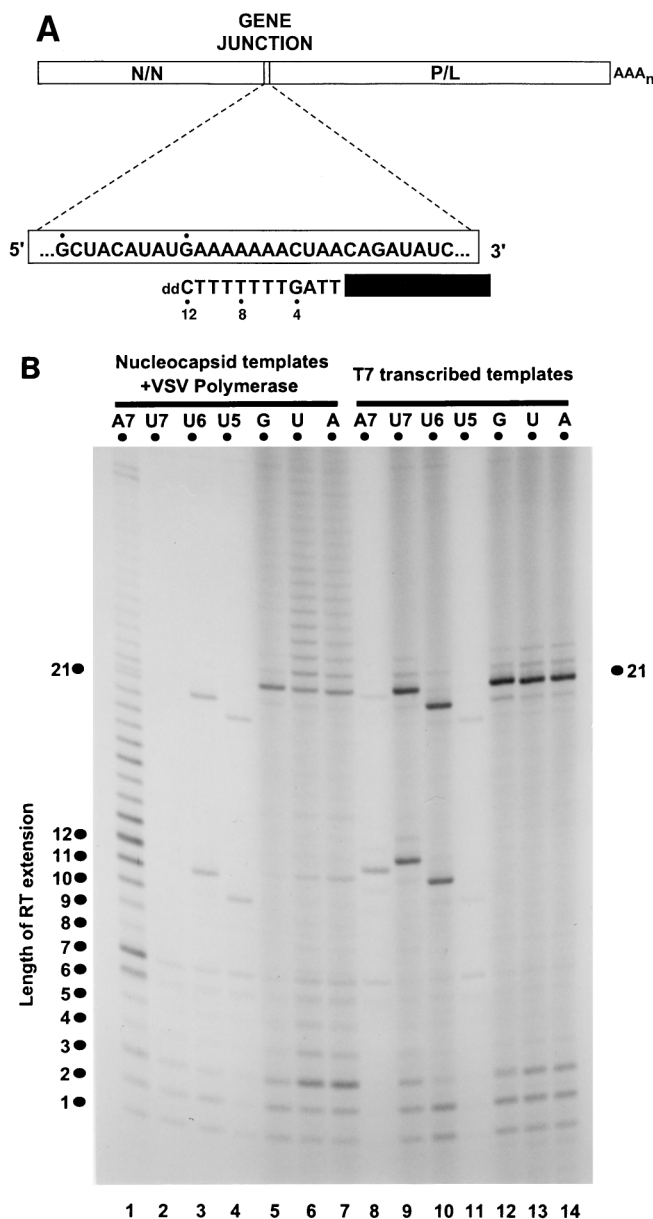 A
GENE
JUNCTION
N/N P/L AAAn
5' ...GCUACAUAUGAAAAAAACUAACAGAUAUC... 3'
ddCTTTTTTTGATT
12 8 4
B
Nucleocapsid templates
+VSV Polymerase
T7 transcribed templates
A7 U7 U6 U5 G U A A7 U7 U6 U5 G U A
21 21
Length of RT extension
12
11
10
9
8
7
6
5
4
3
2
1
1 2 3 4 5 6 7 8 9 10 11 12 13 14